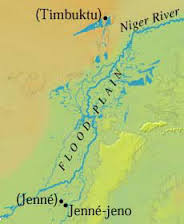 (Timbuktu)
Niger River
FLOOD PLAIN
(Jenné)
Jenné-jeno